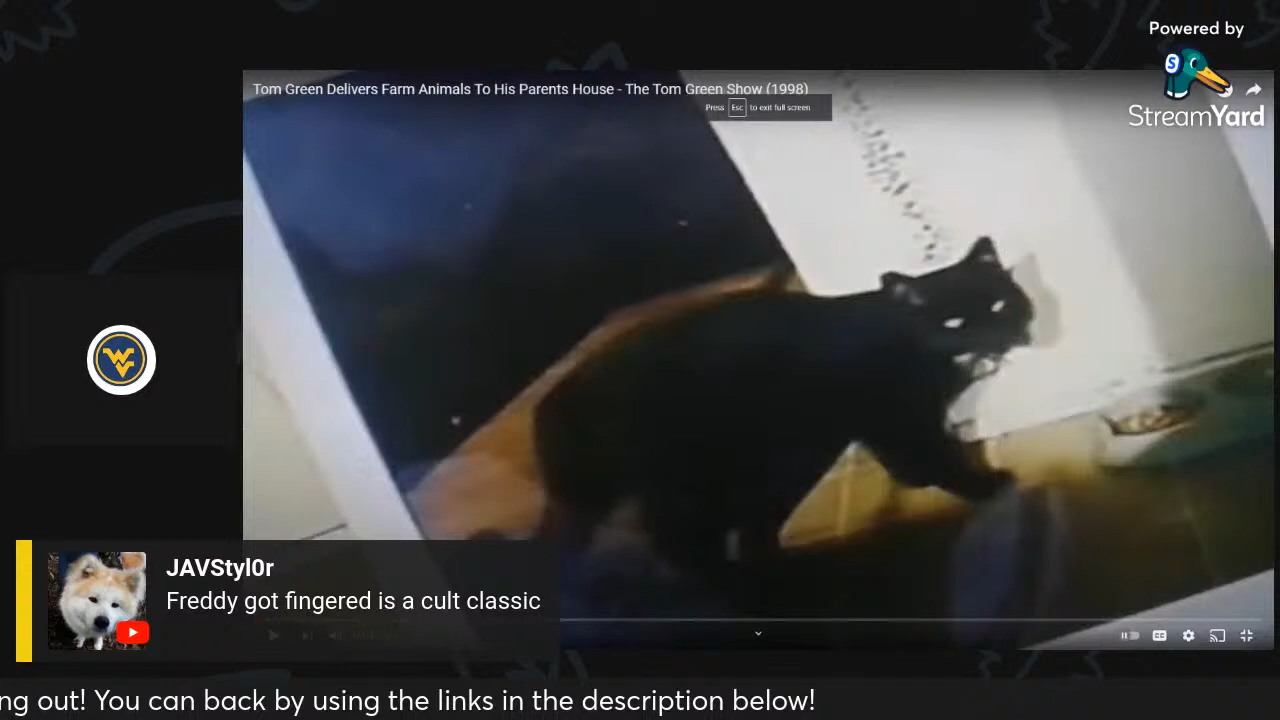 Powered by
StreamYard
Tom Green Delivers Farm Animals To His Parents House - The Tom Green Show (1998)
Press Esc to exit full screen
WV
JAVStyl0r
Freddy got fingered is a cult classic
CC
ng out! You can back by using the links in the description below!